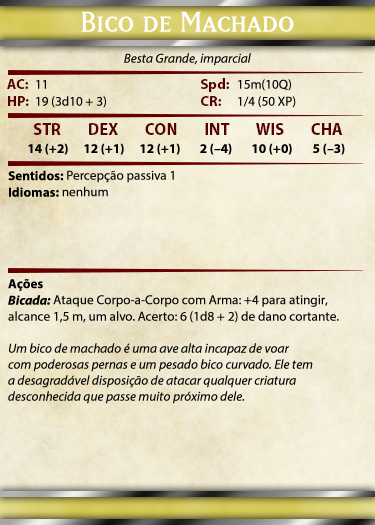 Bico de Machado
Besta Grande, imparcial
AC: 11 Spd: 15m(10Q)
HP: 19 (3d10 + 3) CR: 1/4 (50 XP)
STR DEX CON INT WIS CHA
14 (+2) 12 (+1) 12 (+1) 2 (–4) 10 (+0) 5 (–3)
Sentidos: Percepção passiva 1
Idiomas: nenhum
Ações
Bicada: Ataque Corpo-a-Corpo com Arma: +4 para atingir,
alcance 1,5 m, um alvo. Acerto: 6 (1d8 + 2) de dano cortante.
Um bico de machado é uma ave alta incapaz de voar
com poderosas pernas e um pesado bico curvado. Ele tem
a desagradável disposição de atacar qualquer criatura
desconhecida que passe muito próximo dele.